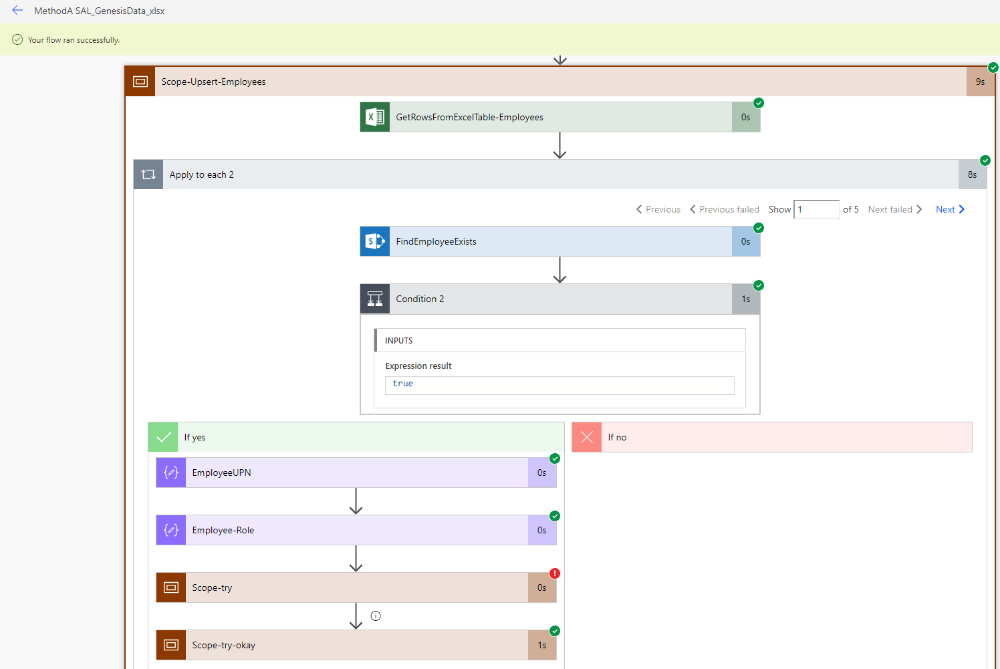 MethodA SAL_GenesisData_xlsx
Your flow ran successfully.
Scope-Upsert-Employees 9s
GetRowsFromExcelTable-Employees 0s
Apply to each 2 8s
Previous Previous failed Show 1 of 5 Next failed Next
FindEmployeeExists 0s
Condition 2 1s
INPUTS
Expression result
true
If yes If no
EmployeeUPN 0s
Employee-Role 0s
Scope-try 0s
Scope-try-okay 1s